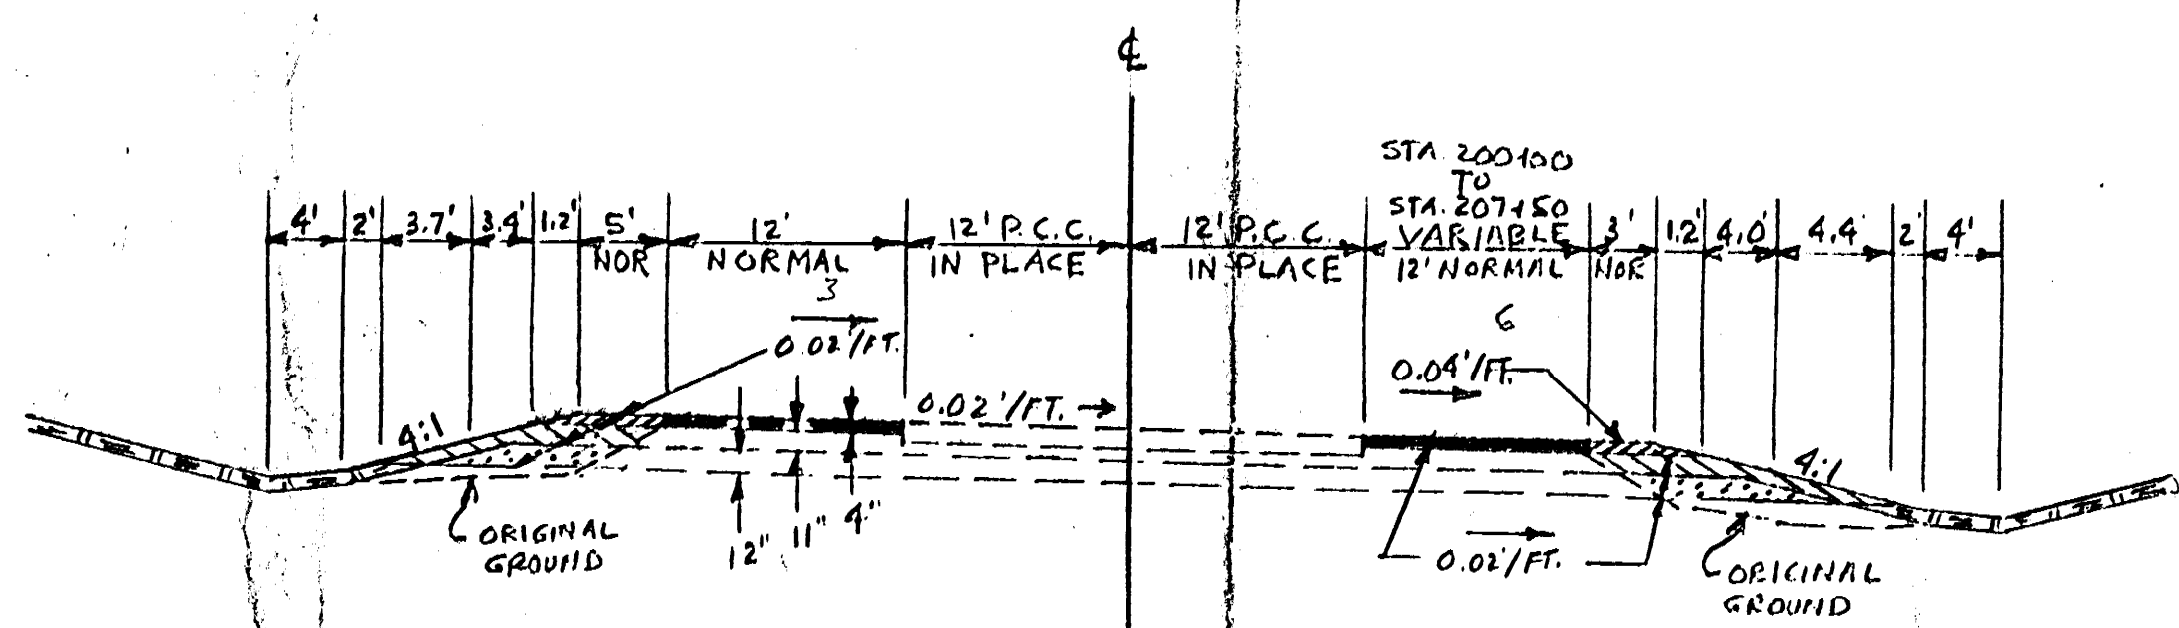 ℄
STA. 200+00
TO
STA. 207+50
VARIABLE
12' NORMAL
4' 2' 3.7' 3.4' 1.2' 5' 12' 12' P.C.C. 12' P.C.C. 3' 1.2' 4.0' 4.4' 2' 4'
NOR NORMAL IN PLACE IN PLACE NOR
3 6
0.02'/FT. 0.04'/FT.
0.02'/FT.
4:1 4:1
12" 11" 4"
ORIGINAL
GROUND
0.02'/FT.
ORIGINAL
GROUND